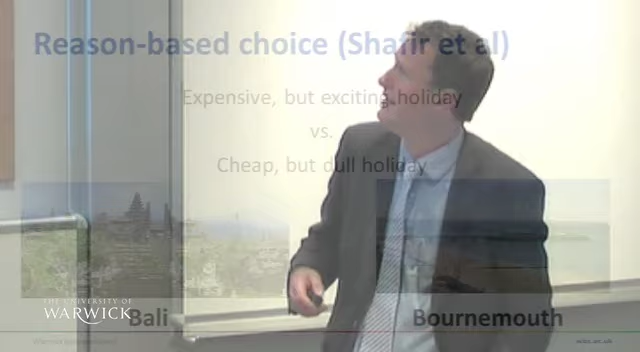 Reason-based choice (Shafir et al)
Expensive, but exciting holiday
vs.
Cheap, but dull holiday
THE UNIVERSITY OF
WARWICK
Bali
Bournemouth